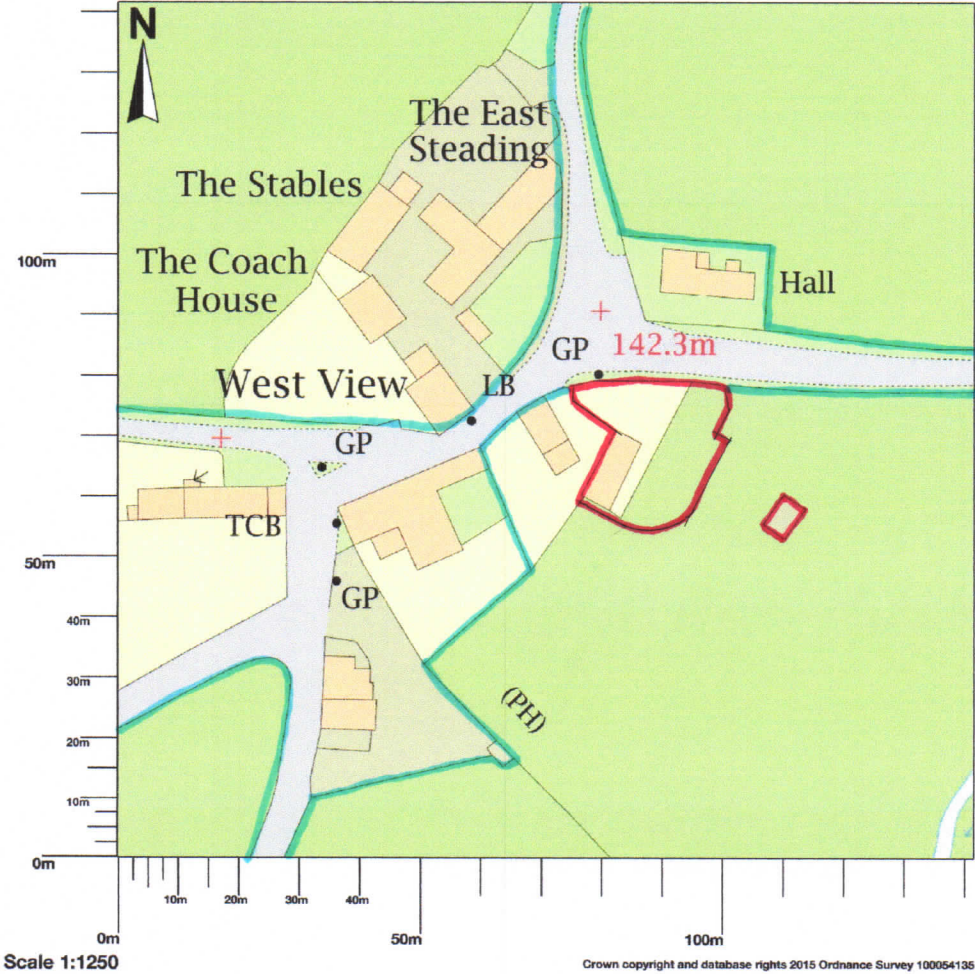 N
The East
Steading
The Stables
100m
The Coach
House
Hall
142.3m
GP
West View
LB
GP
TCB
50m
GP
40m
30m
(PH)
20m
10m
0m
10m
20m
30m
40m
0m
50m
100m
Scale 1:1250
Crown copyright and database rights 2015 Ordnance Survey 100054135